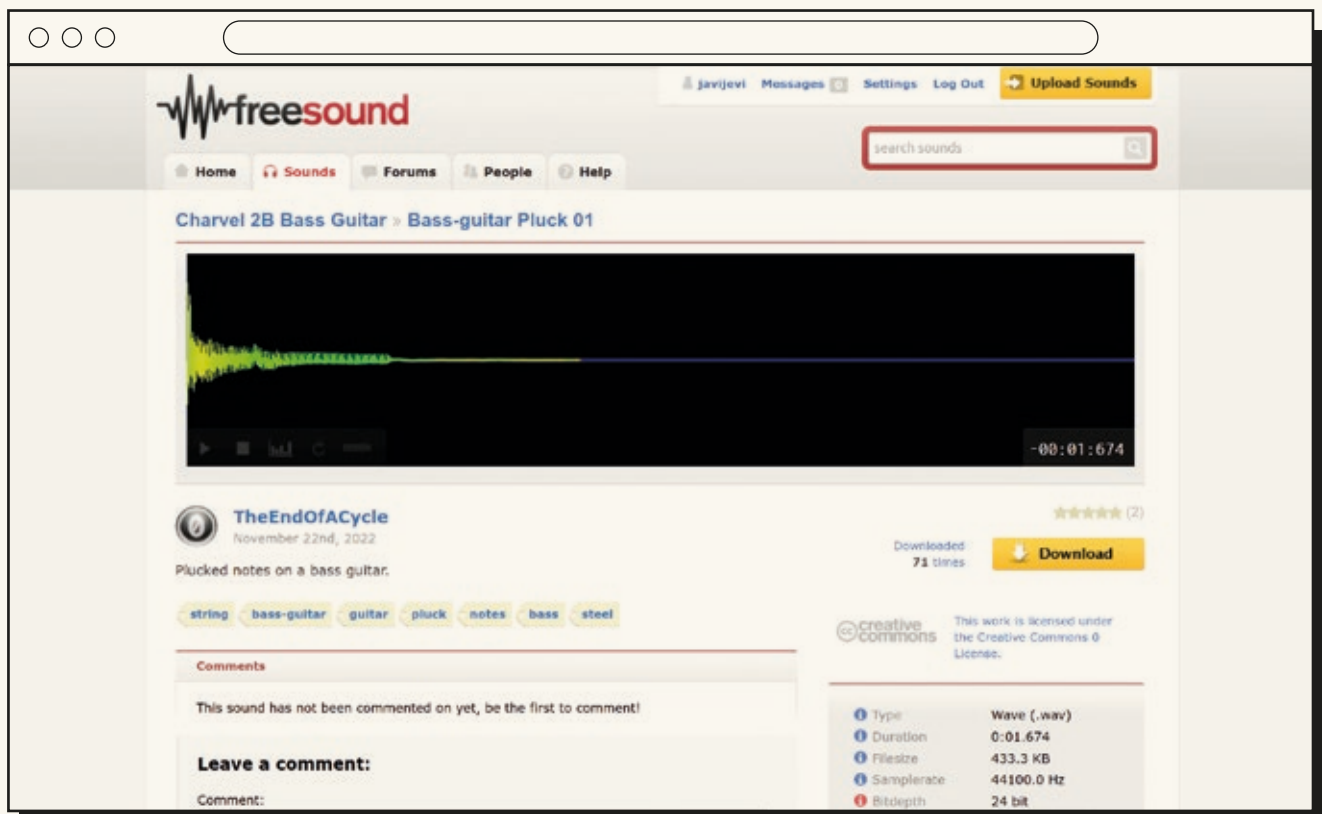 javijovi Messages Settings Log Out Upload Sounds
freesound
search sounds
Home Sounds Forums People Help
Charvel 2B Bass Guitar » Bass-guitar Pluck 01
-00:01:674
TheEndOfACycle
November 22nd, 2022
Plucked notes on a bass guitar.
string bass-guitar guitar pluck notes bass steel
(2)
Downloaded
71 times
Download
cc creative commons
This work is licensed under
the Creative Commons 0
License.
Comments
This sound has not been commented on yet, be the first to comment!
Leave a comment:
Comment:
Type Wave (.wav)
Duration 0:01.674
Filesize 433.3 KB
Samplerate 44100.0 Hz
Bitdepth 24 bit